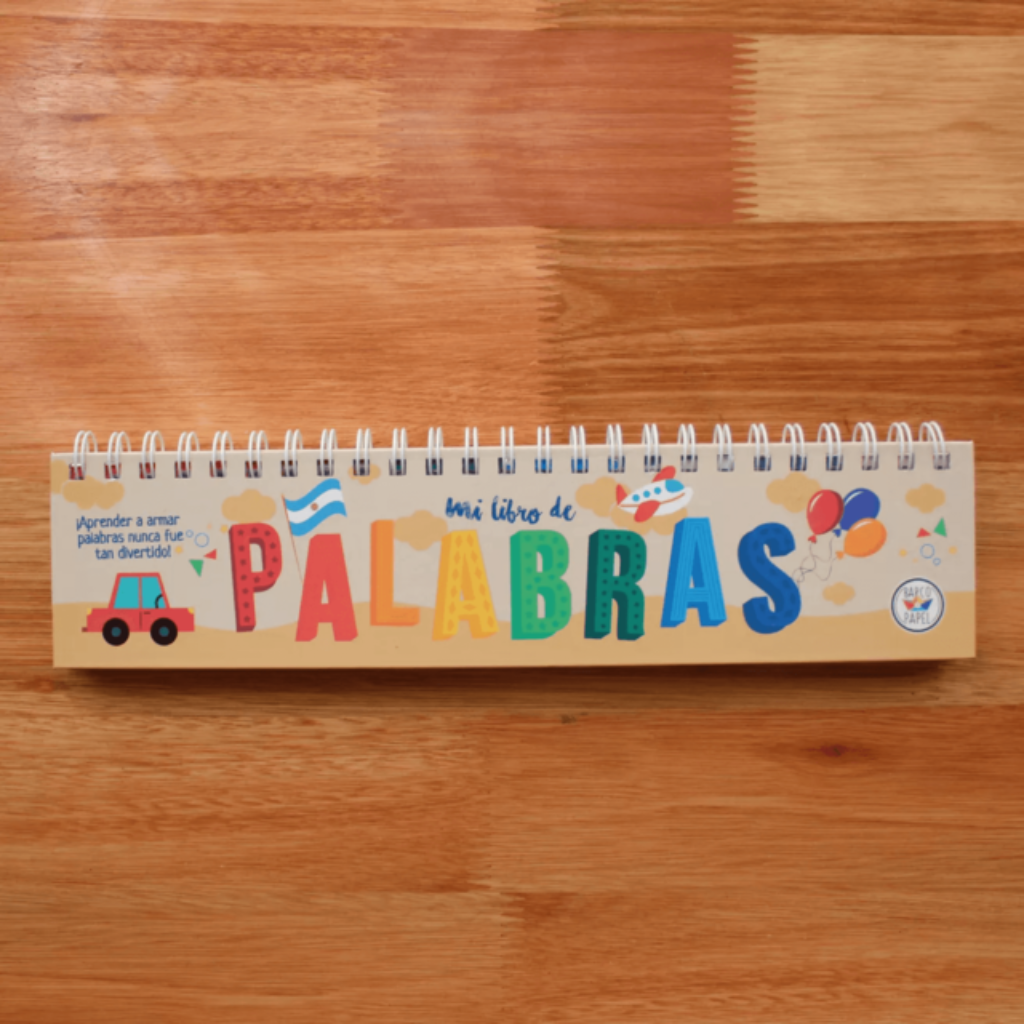 ¡Aprender a armar
palabras nunca fue
tan divertido!
mi libro de
PALABRAS
BARCO
PAPEL